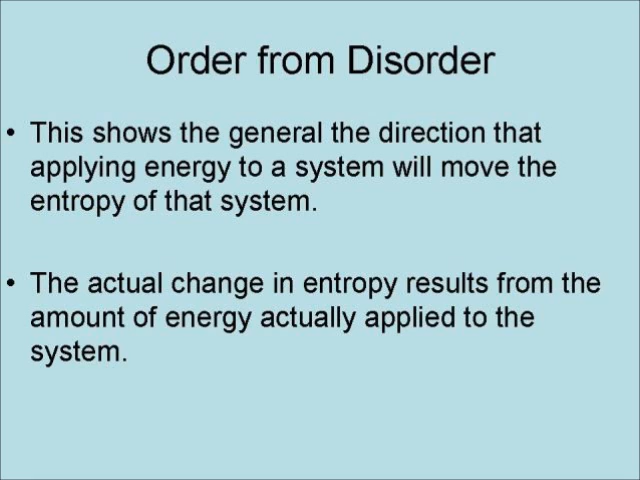 Order from Disorder
• This shows the general the direction that
applying energy to a system will move the
entropy of that system.
• The actual change in entropy results from the
amount of energy actually applied to the
system.